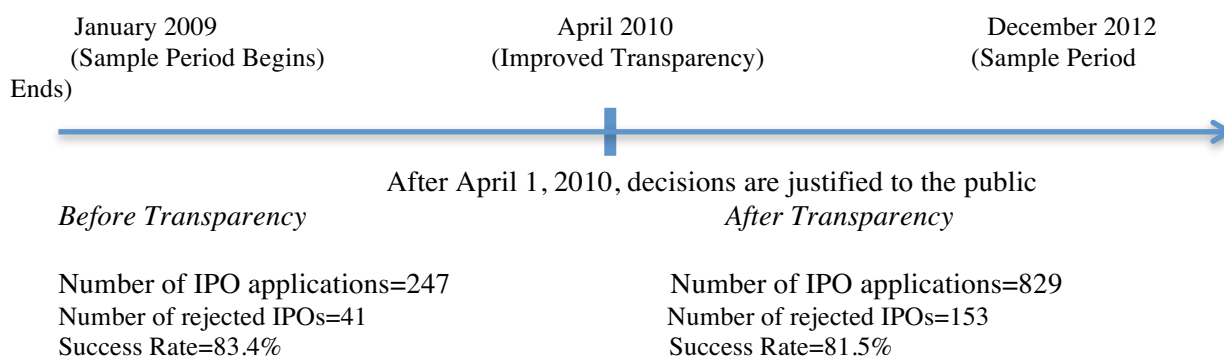 January 2009 April 2010 December 2012
(Sample Period Begins) (Improved Transparency) (Sample Period
Ends)
After April 1, 2010, decisions are justified to the public
Before Transparency After Transparency
Number of IPO applications=247 Number of IPO applications=829
Number of rejected IPOs=41 Number of rejected IPOs=153
Success Rate=83.4% Success Rate=81.5%